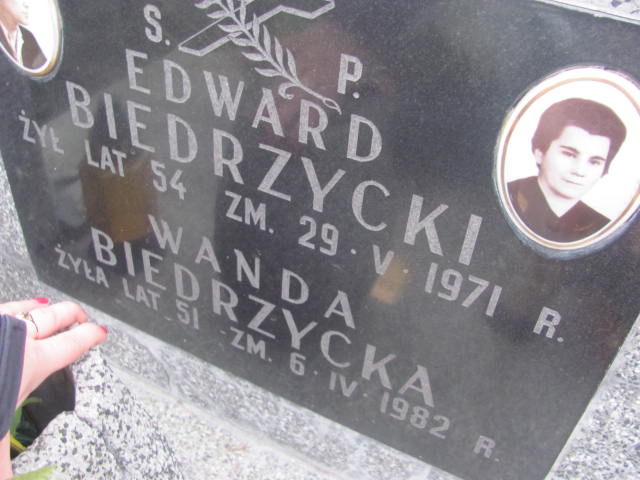 Ś. P.
EDWARD
BIEDRZYCKI
ŻYŁ LAT 54 ZM. 29·V·1971 R.
WANDA
BIEDRZYCKA
ŻYŁA LAT 51 ZM. 6·IV·1982 R.